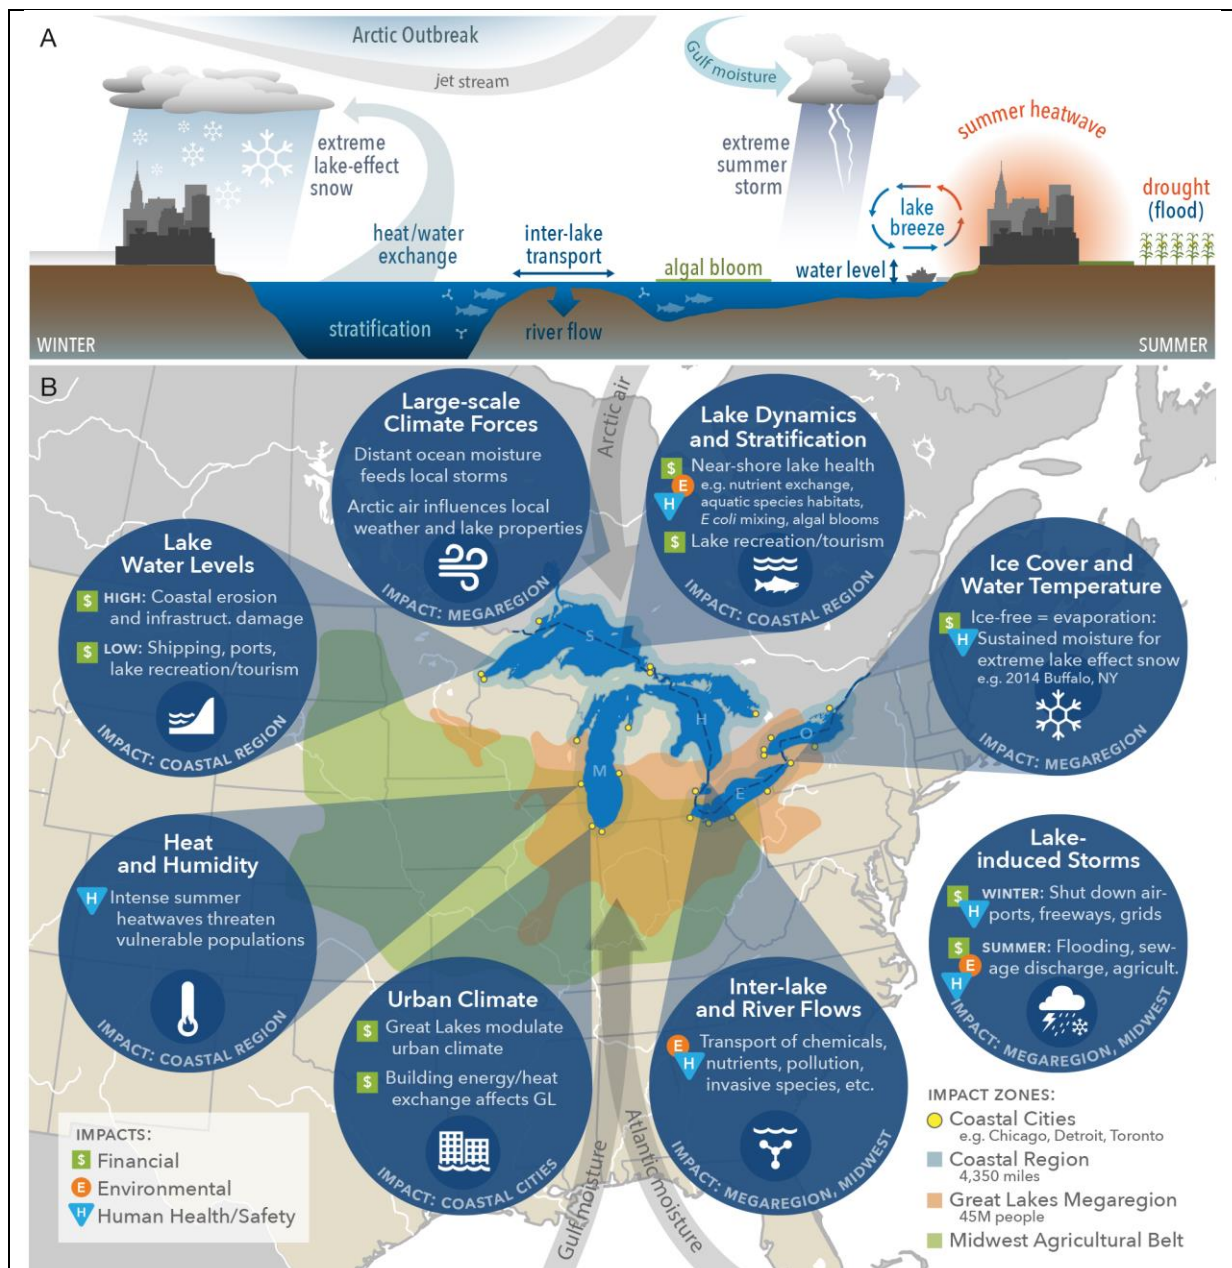 A
Arctic Outbreak
jet stream
Gulf moisture
extreme
lake-effect
snow
extreme
summer
storm
summer heatwave
drought
(flood)
lake
breeze
heat/water
exchange
inter-lake
transport
algal bloom
water level
stratification
river flow
WINTER
SUMMER
B
Arctic air
Large-scale
Climate Forces
Distant ocean moisture
feeds local storms
Arctic air influences local
weather and lake properties
IMPACT: MEGAREGION
Lake Dynamics
and Stratification
$ Near-shore lake health
E e.g. nutrient exchange,
H aquatic species habitats,
E coli mixing, algal blooms
$ Lake recreation/tourism
IMPACT: COASTAL REGION
Lake
Water Levels
$ HIGH: Coastal erosion
and infrastruct. damage
$ LOW: Shipping, ports,
lake recreation/tourism
IMPACT: COASTAL REGION
Ice Cover and
Water Temperature
$ Ice-free = evaporation:
H Sustained moisture for
extreme lake effect snow
e.g. 2014 Buffalo, NY
IMPACT: MEGAREGION
S
H
O
M
E
Heat
and Humidity
H Intense summer
heatwaves threaten
vulnerable populations
IMPACT: COASTAL REGION
Lake-
induced Storms
$ WINTER: Shut down air-
H ports, freeways, grids
$ SUMMER: Flooding, sew-
E age discharge, agricult.
H
IMPACT: MEGAREGION, MIDWEST
Urban Climate
$ Great Lakes modulate
urban climate
$ Building energy/heat
exchange affects GL
IMPACT: COASTAL CITIES
Inter-lake
and River Flows
E Transport of chemicals,
H nutrients, pollution,
invasive species, etc.
IMPACT: MEGAREGION, MIDWEST
Gulf moisture
Atlantic moisture
IMPACTS:
$ Financial
E Environmental
H Human Health/Safety
IMPACT ZONES:
Coastal Cities
e.g. Chicago, Detroit, Toronto
Coastal Region
4,350 miles
Great Lakes Megaregion
45M people
Midwest Agricultural Belt